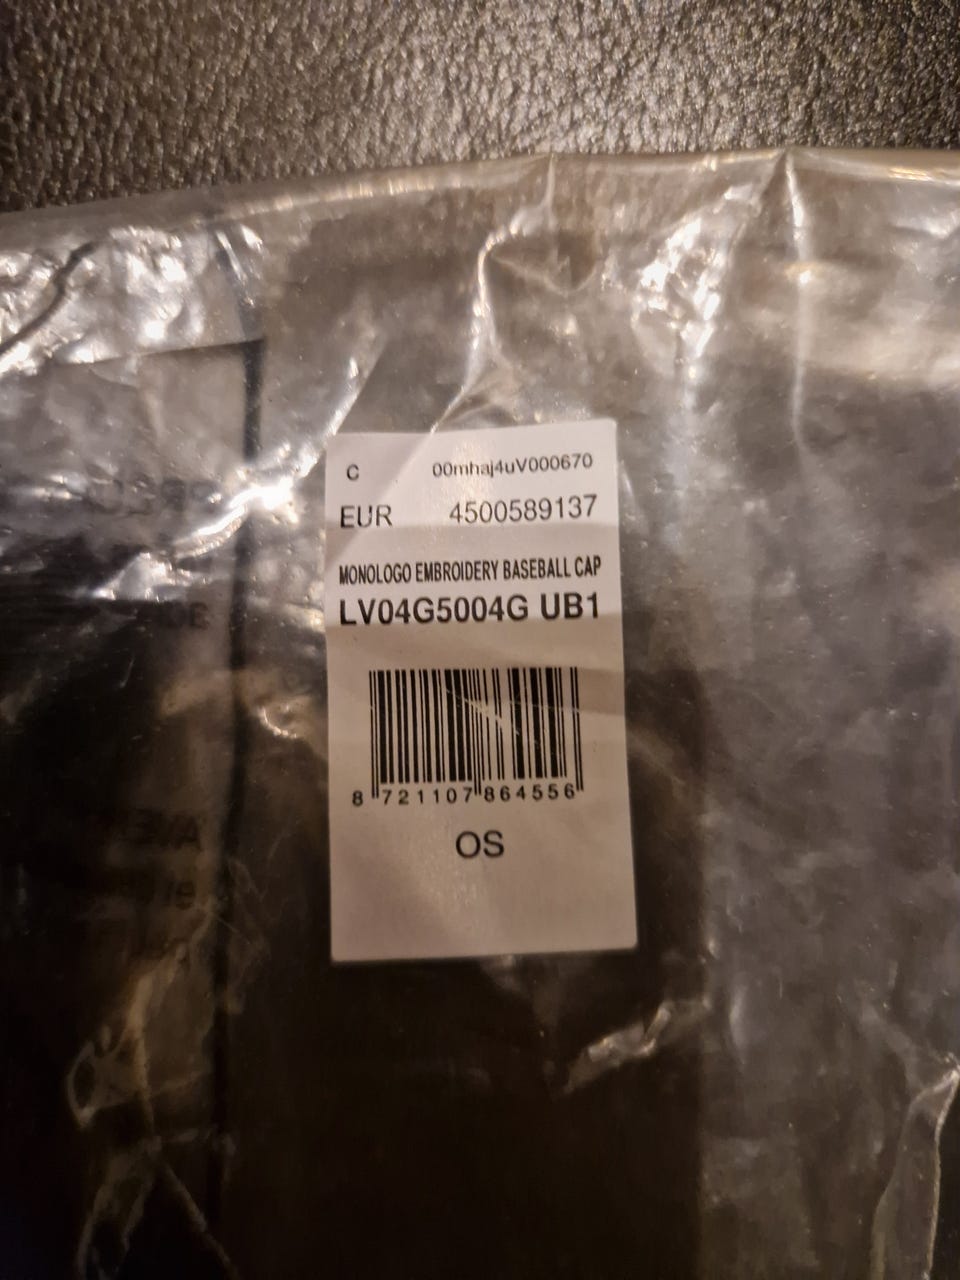 C 00mhaj4uV000670
EUR 4500589137
MONOLOGO EMBROIDERY BASEBALL CAP
LV04G5004G UB1
8 721107 864556
OS